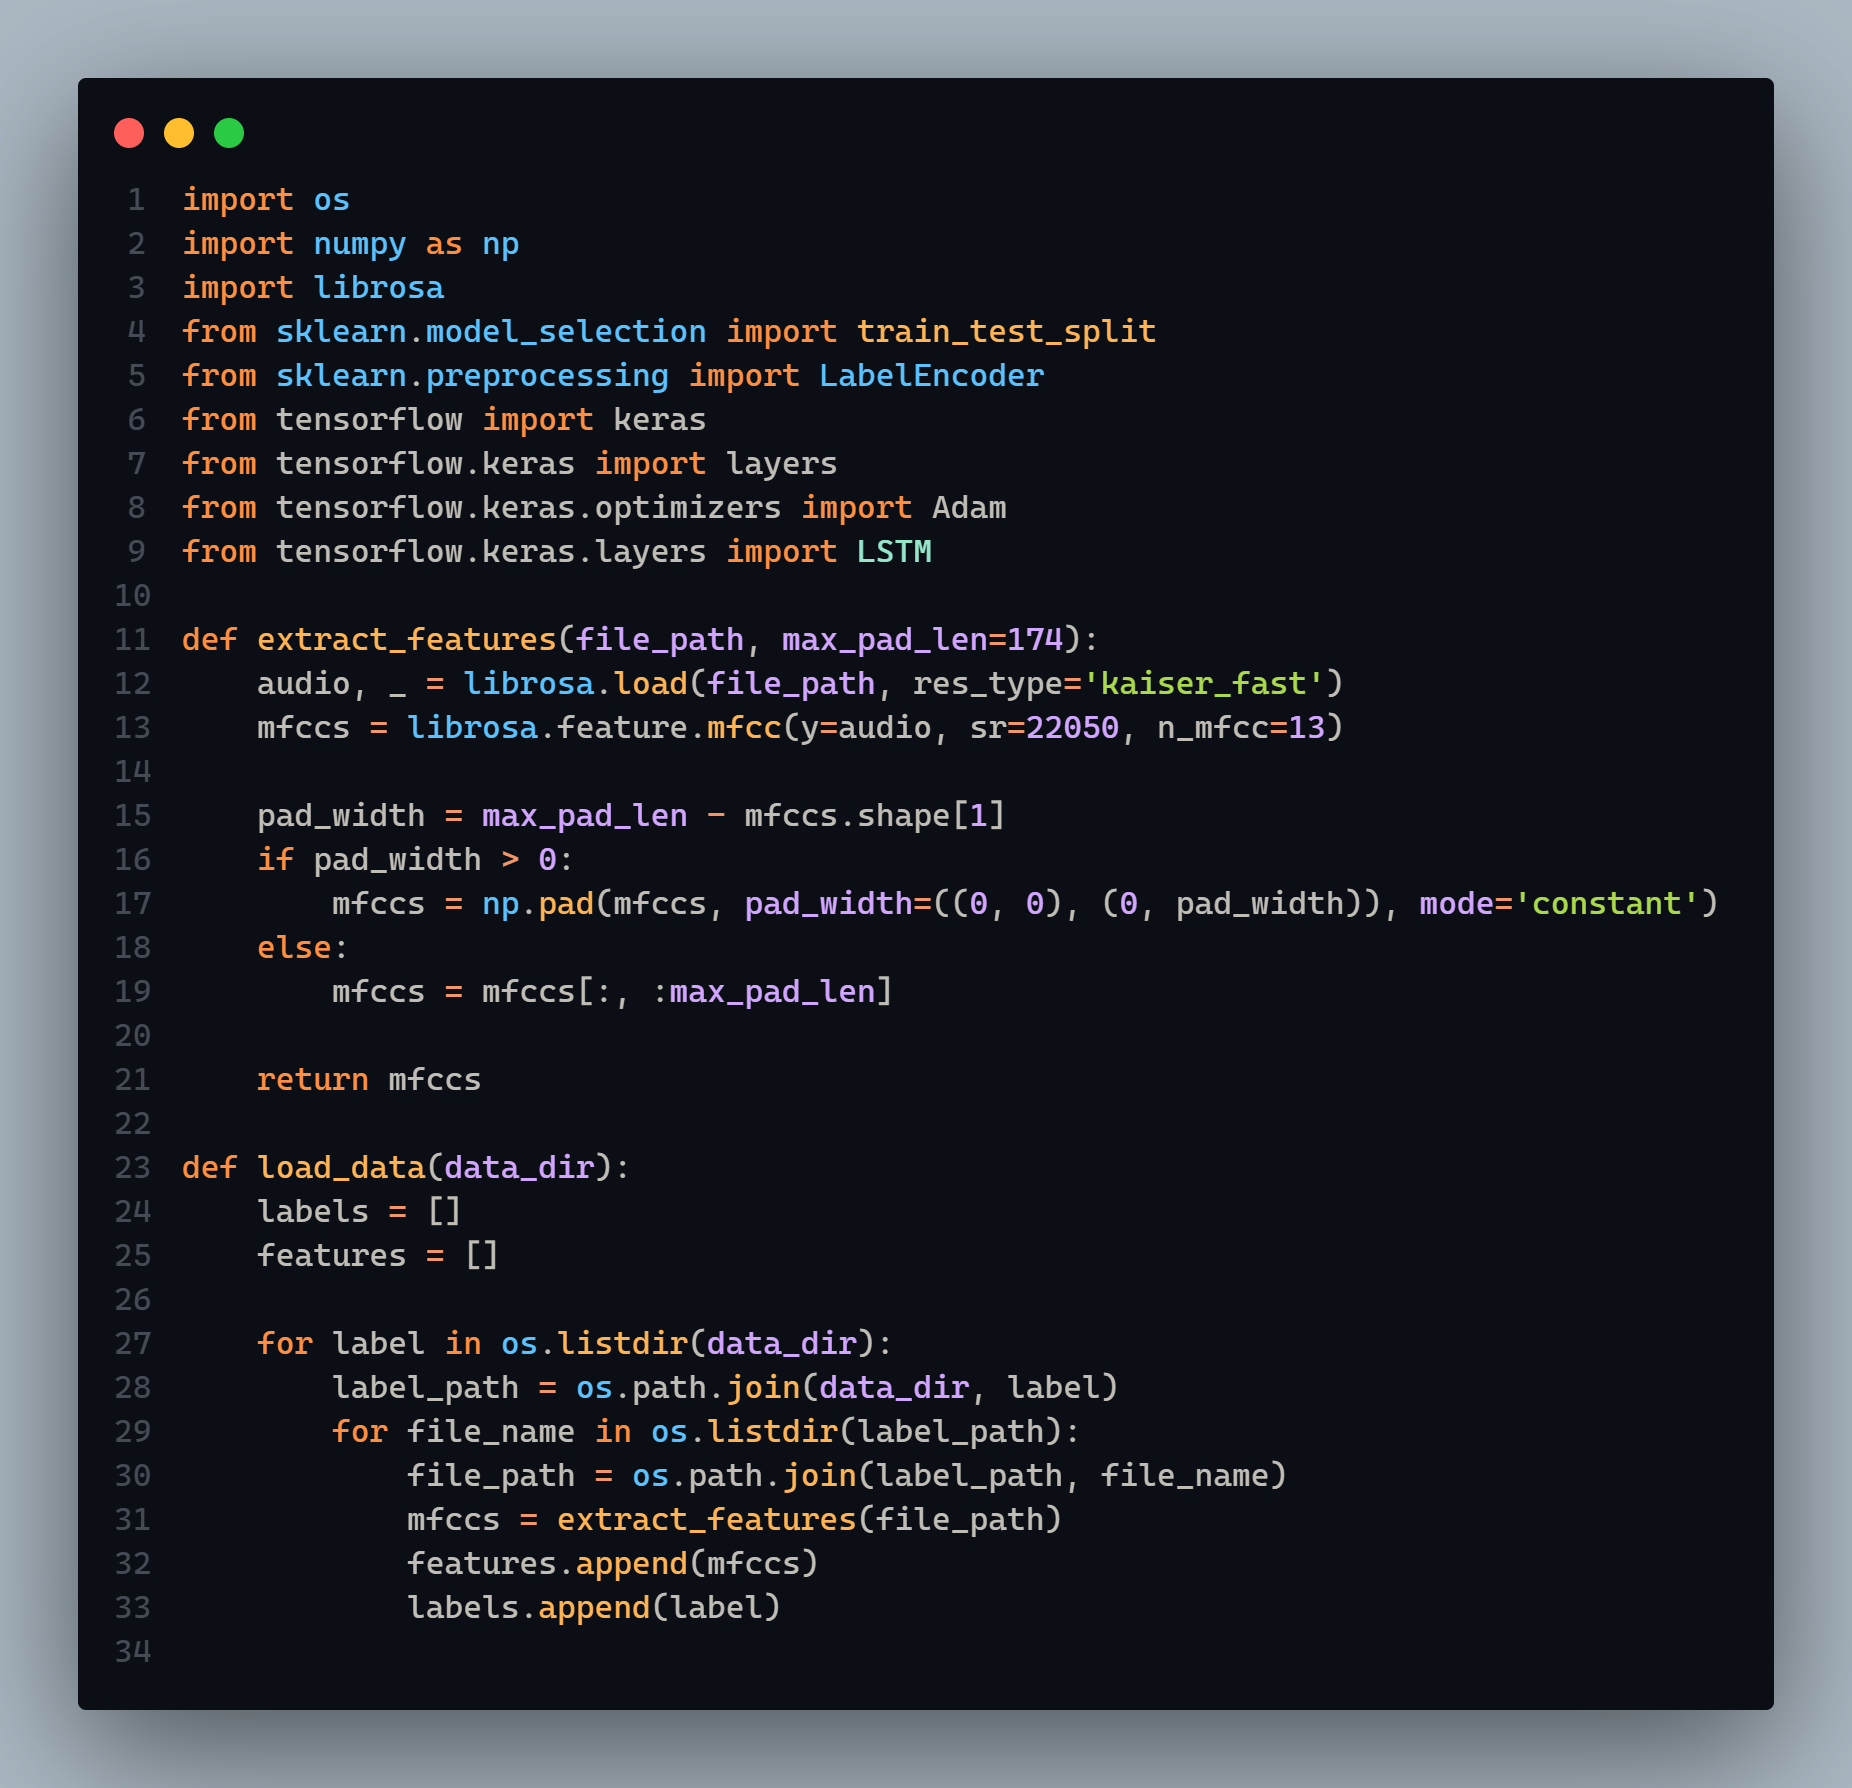 1 import os
2 import numpy as np
3 import librosa
4 from sklearn.model_selection import train_test_split
5 from sklearn.preprocessing import LabelEncoder
6 from tensorflow import keras
7 from tensorflow.keras import layers
8 from tensorflow.keras.optimizers import Adam
9 from tensorflow.keras.layers import LSTM
10
11 def extract_features(file_path, max_pad_len=174):
12     audio, _ = librosa.load(file_path, res_type='kaiser_fast')
13     mfccs = librosa.feature.mfcc(y=audio, sr=22050, n_mfcc=13)
14
15     pad_width = max_pad_len - mfccs.shape[1]
16     if pad_width > 0:
17         mfccs = np.pad(mfccs, pad_width=((0, 0), (0, pad_width)), mode='constant')
18     else:
19         mfccs = mfccs[:, :max_pad_len]
20
21     return mfccs
22
23 def load_data(data_dir):
24     labels = []
25     features = []
26
27     for label in os.listdir(data_dir):
28         label_path = os.path.join(data_dir, label)
29         for file_name in os.listdir(label_path):
30             file_path = os.path.join(label_path, file_name)
31             mfccs = extract_features(file_path)
32             features.append(mfccs)
33             labels.append(label)
34